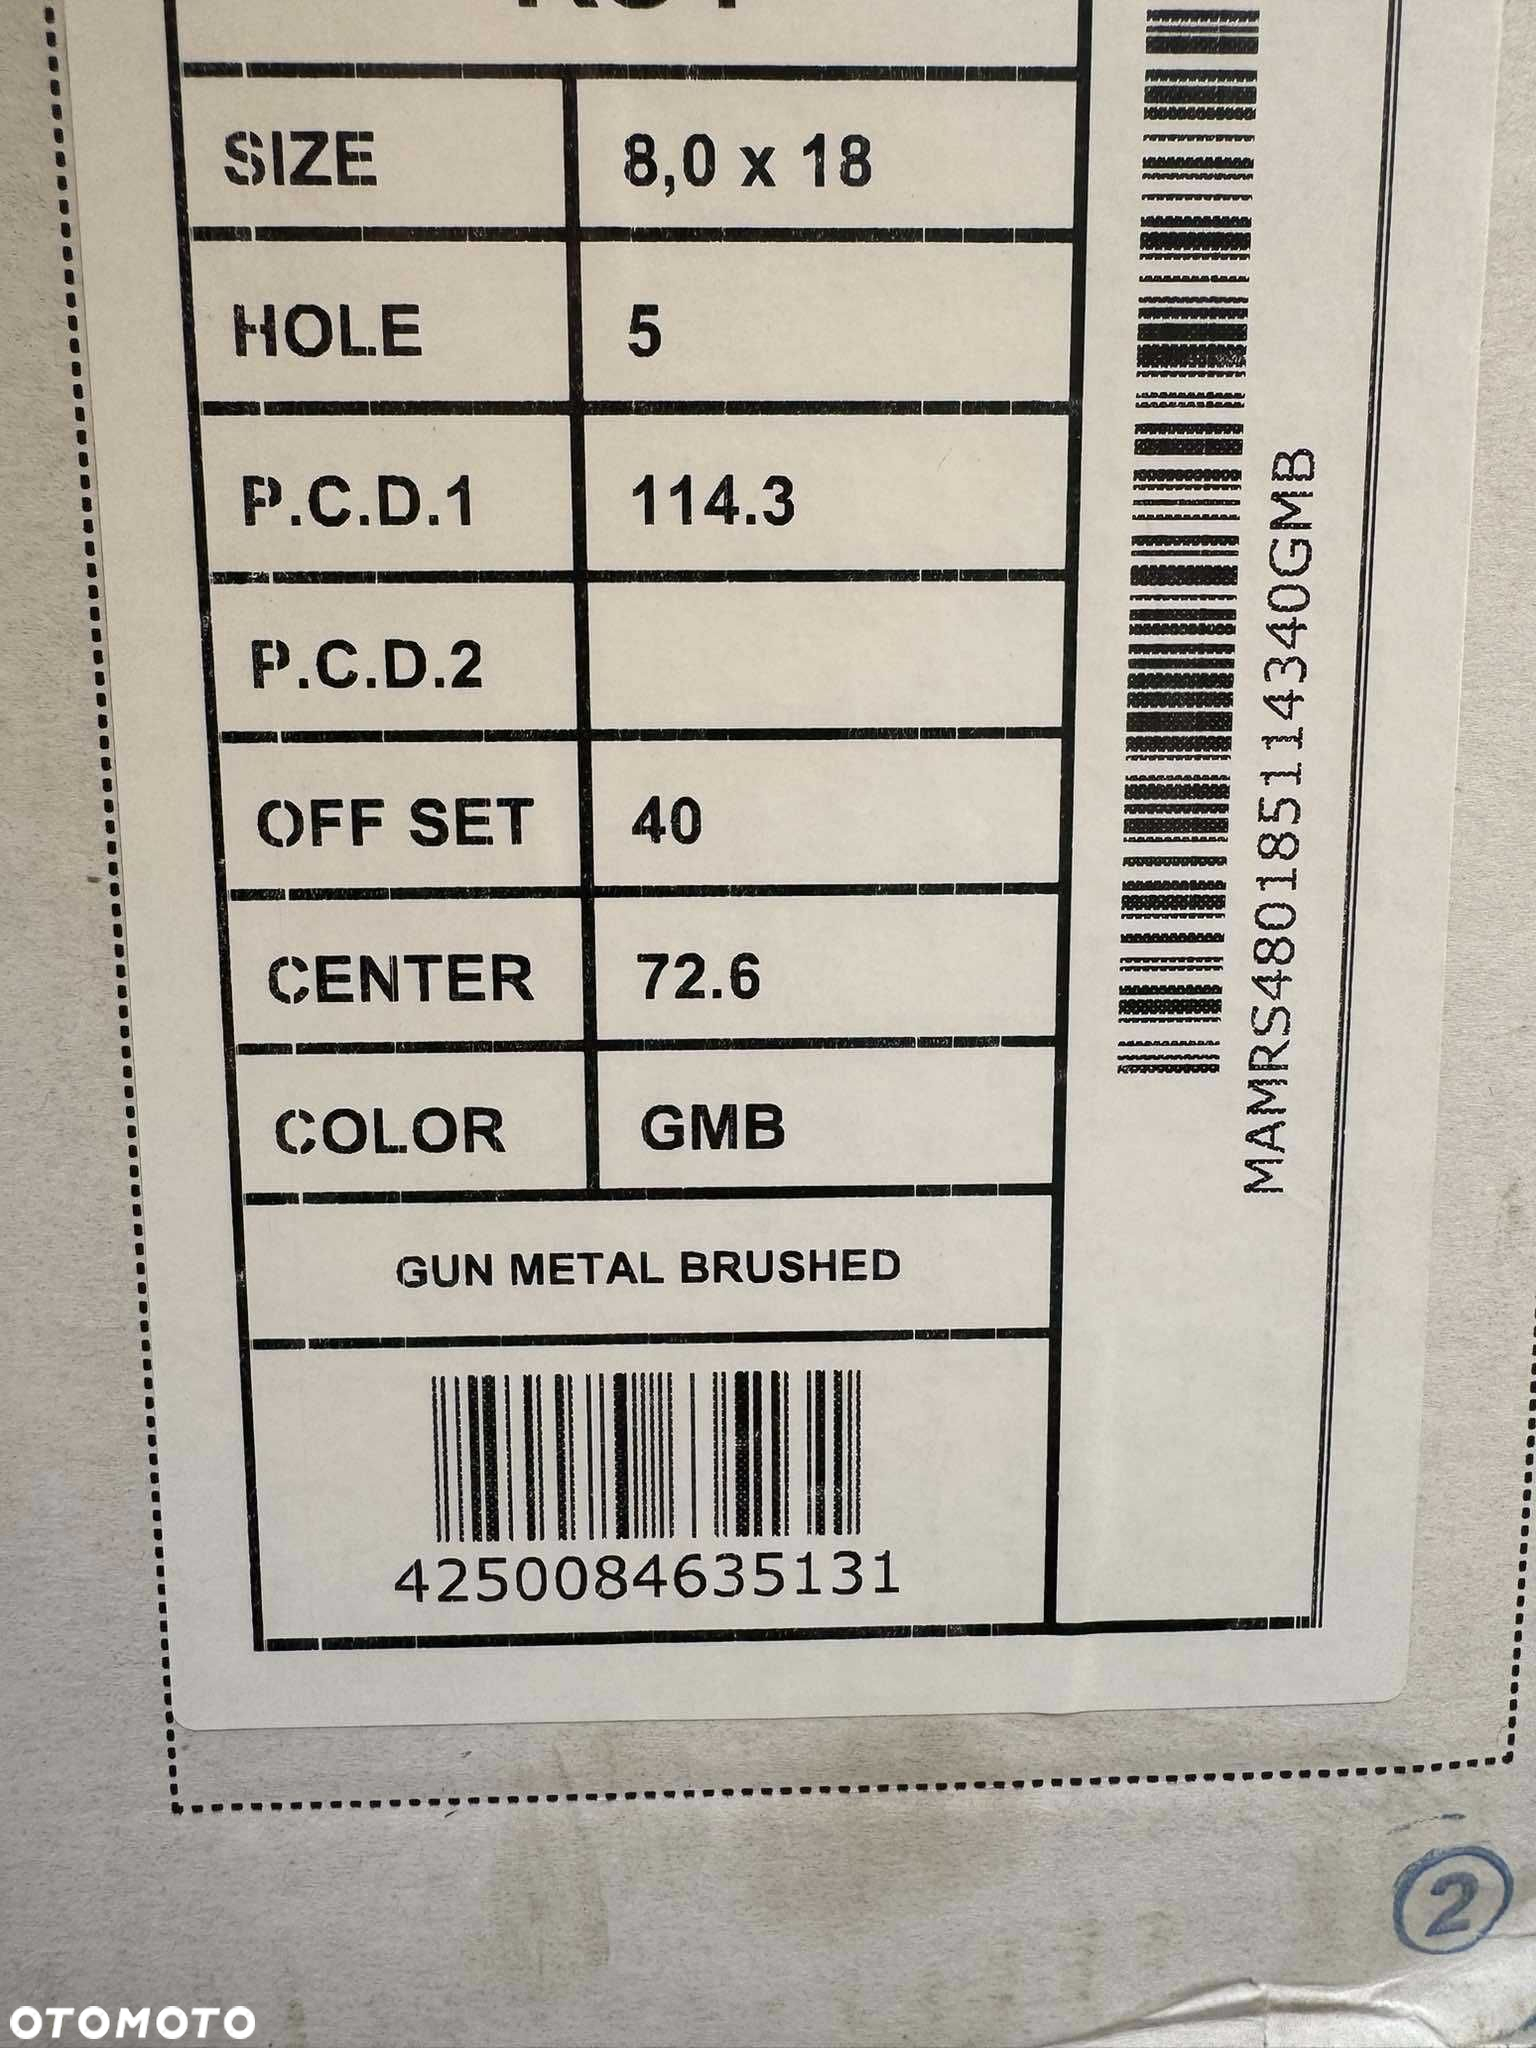 SIZE 8,0 x 18
HOLE 5
P.C.D.1 114.3
P.C.D.2
OFF SET 40
CENTER 72.6
COLOR GMB
GUN METAL BRUSHED
4250084635131
MAMRS480185114340GMB
2
OTOMOTO